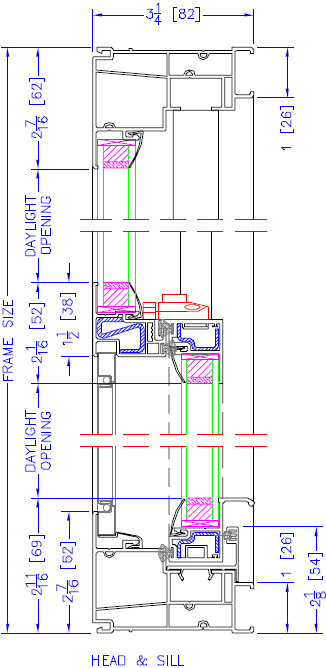 3 1/4 [82]
2 7/16 [62]
1 [26]
DAYLIGHT
OPENING
FRAME SIZE
2 1/16 [52]
1 1/2 [38]
DAYLIGHT
OPENING
2 11/16 [69]
2 7/16 [62]
1 [26]
2 1/8 [54]
HEAD & SILL